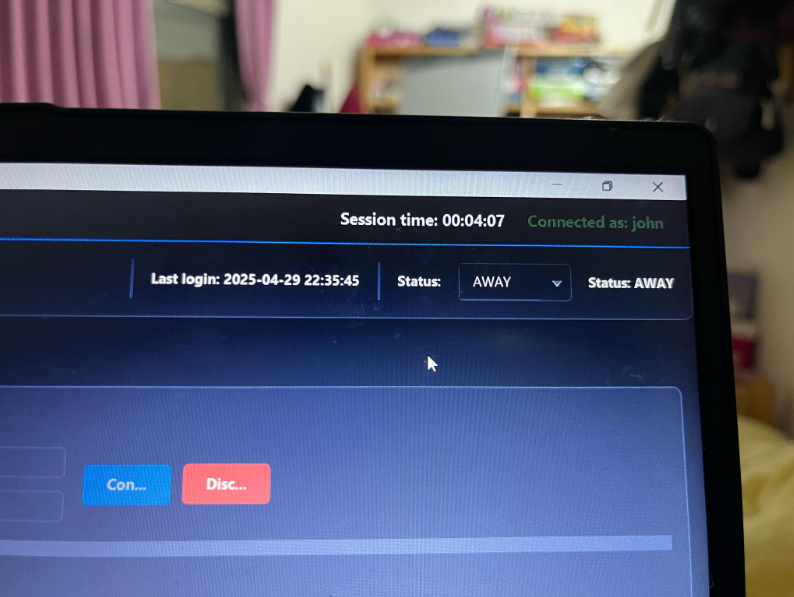 Session time: 00:04:07 Connected as: john
Last login: 2025-04-29 22:35:45 Status: AWAY Status: AWAY
Con... Disc...